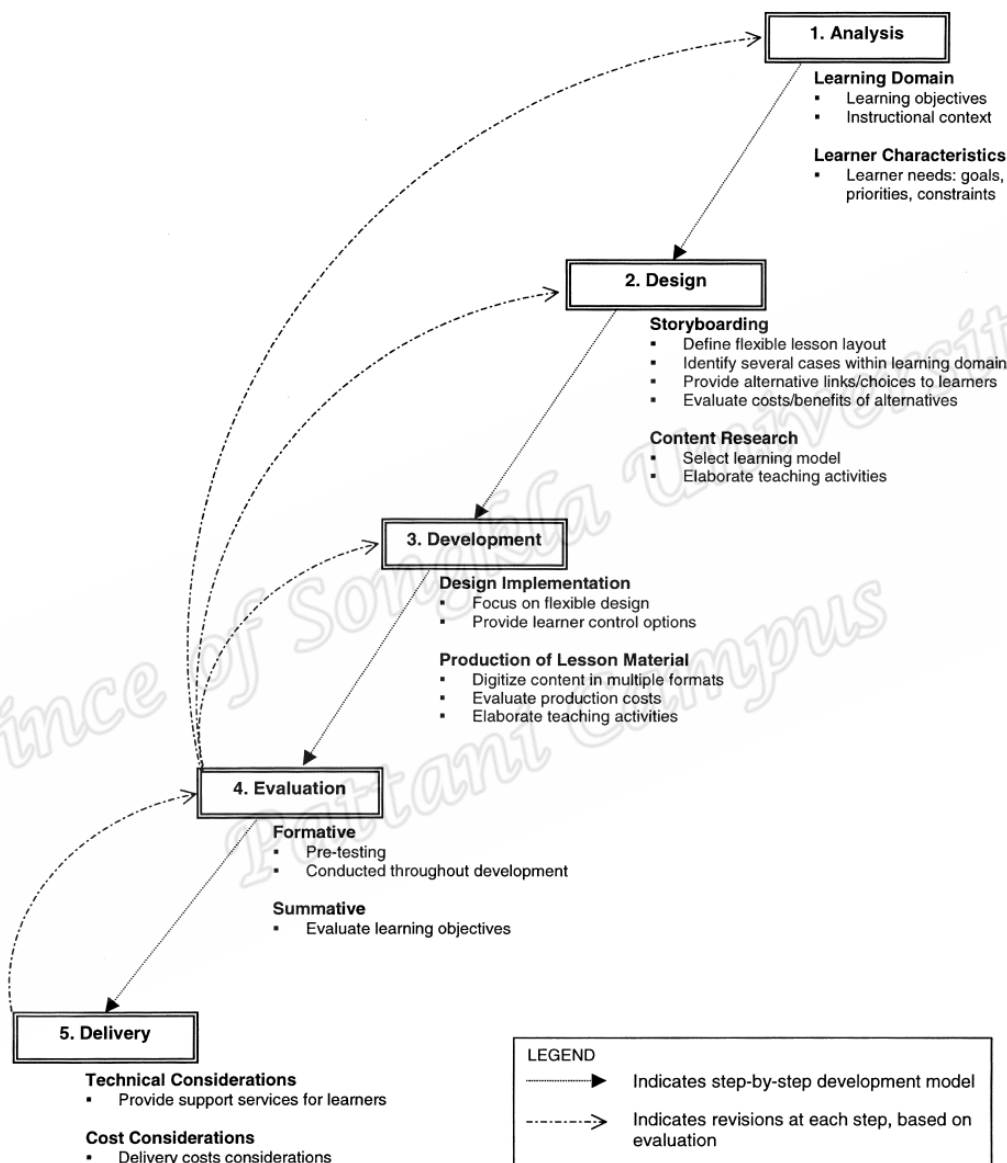 1. Analysis
Learning Domain
▪ Learning objectives
▪ Instructional context
Learner Characteristics
▪ Learner needs: goals,
priorities, constraints
2. Design
Storyboarding
▪ Define flexible lesson layout
▪ Identify several cases within learning domain
▪ Provide alternative links/choices to learners
▪ Evaluate costs/benefits of alternatives
Content Research
▪ Select learning model
▪ Elaborate teaching activities
3. Development
Design Implementation
▪ Focus on flexible design
▪ Provide learner control options
Production of Lesson Material
▪ Digitize content in multiple formats
▪ Evaluate production costs
▪ Elaborate teaching activities
4. Evaluation
Formative
▪ Pre-testing
▪ Conducted throughout development
Summative
▪ Evaluate learning objectives
5. Delivery
Technical Considerations
▪ Provide support services for learners
Cost Considerations
▪ Delivery costs considerations
LEGEND
Indicates step-by-step development model
Indicates revisions at each step, based on
evaluation
ince of Songkla Universit
Pattani Campus